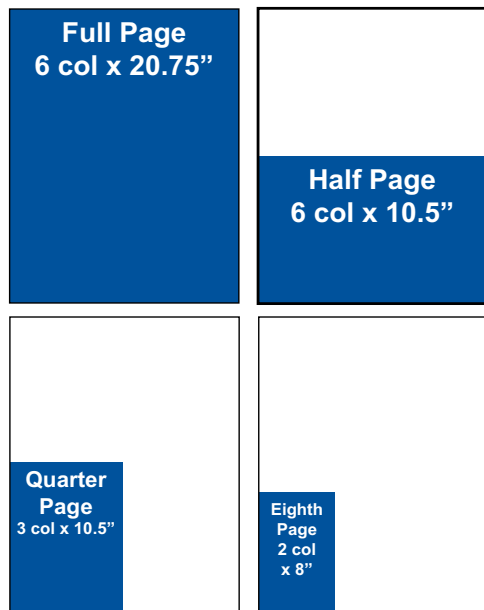 Full Page
6 col x 20.75”
Half Page
6 col x 10.5”
Quarter
Page
3 col x 10.5”
Eighth
Page
2 col
x 8”